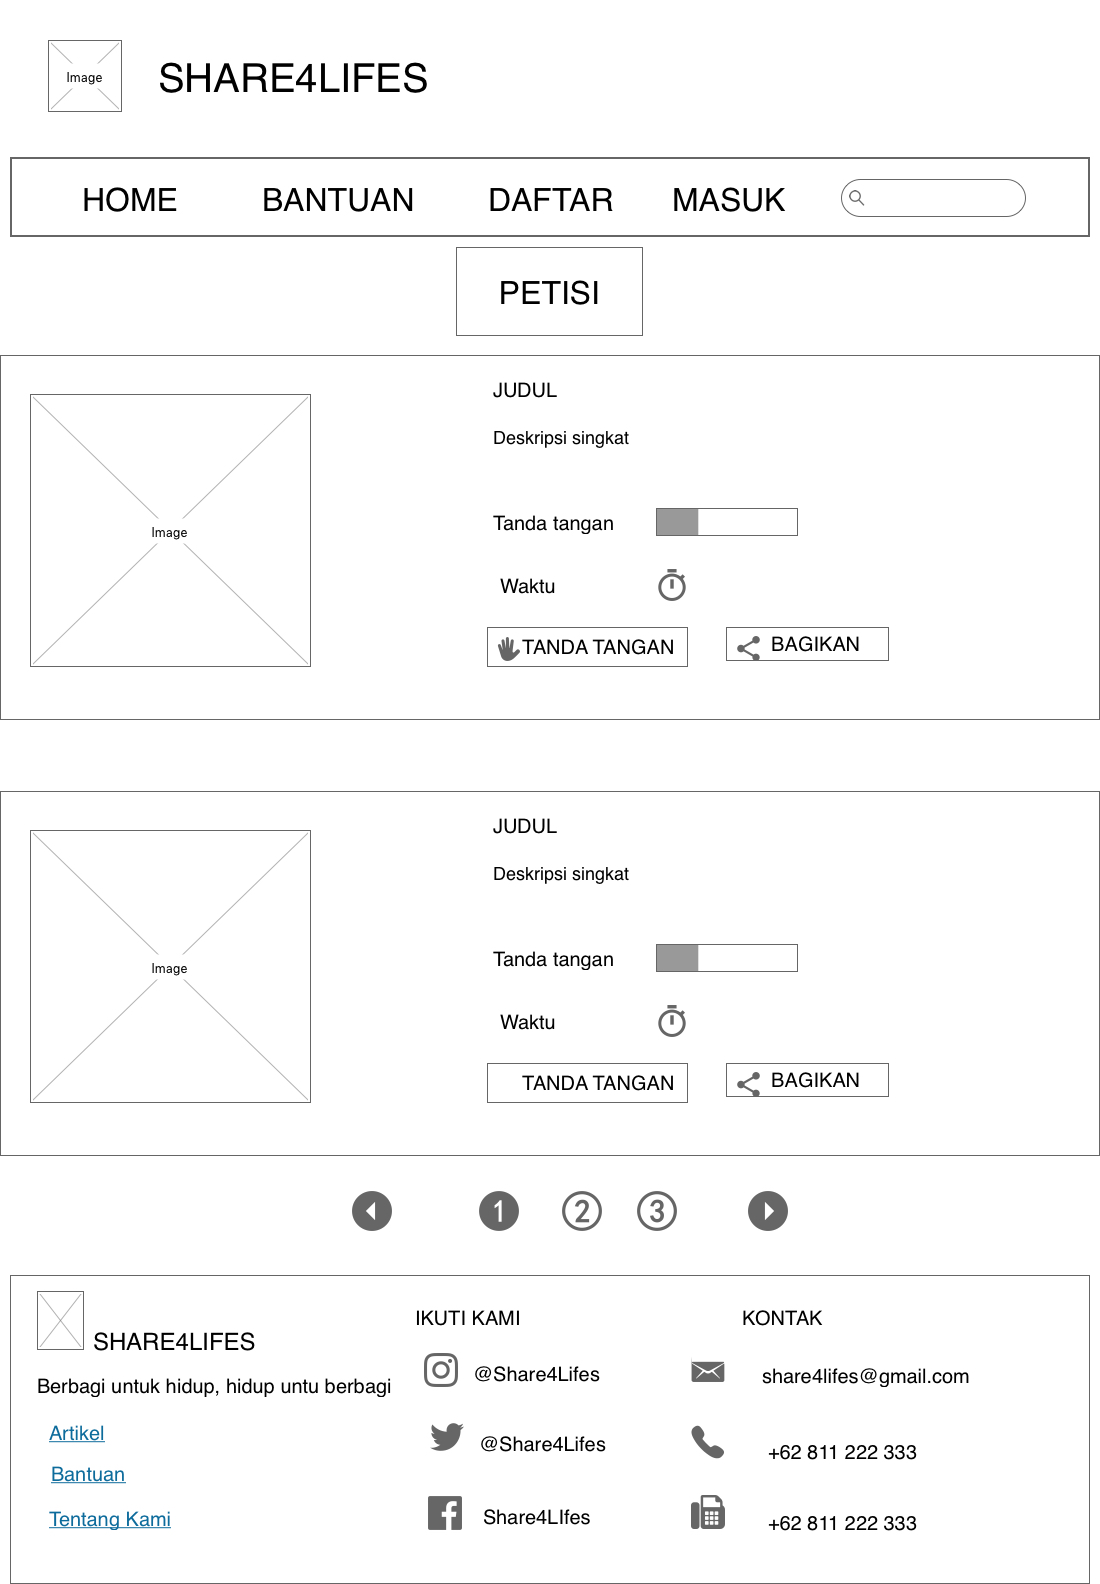 Image
SHARE4LIFES
HOME BANTUAN DAFTAR MASUK
PETISI
JUDUL
Deskripsi singkat
Image
Tanda tangan
Waktu
TANDA TANGAN BAGIKAN
JUDUL
Deskripsi singkat
Image
Tanda tangan
Waktu
TANDA TANGAN BAGIKAN
1 2 3
SHARE4LIFES
Berbagi untuk hidup, hidup untu berbagi
Artikel
Bantuan
Tentang Kami
IKUTI KAMI
@Share4Lifes
@Share4Lifes
Share4LIfes
KONTAK
share4lifes@gmail.com
+62 811 222 333
+62 811 222 333